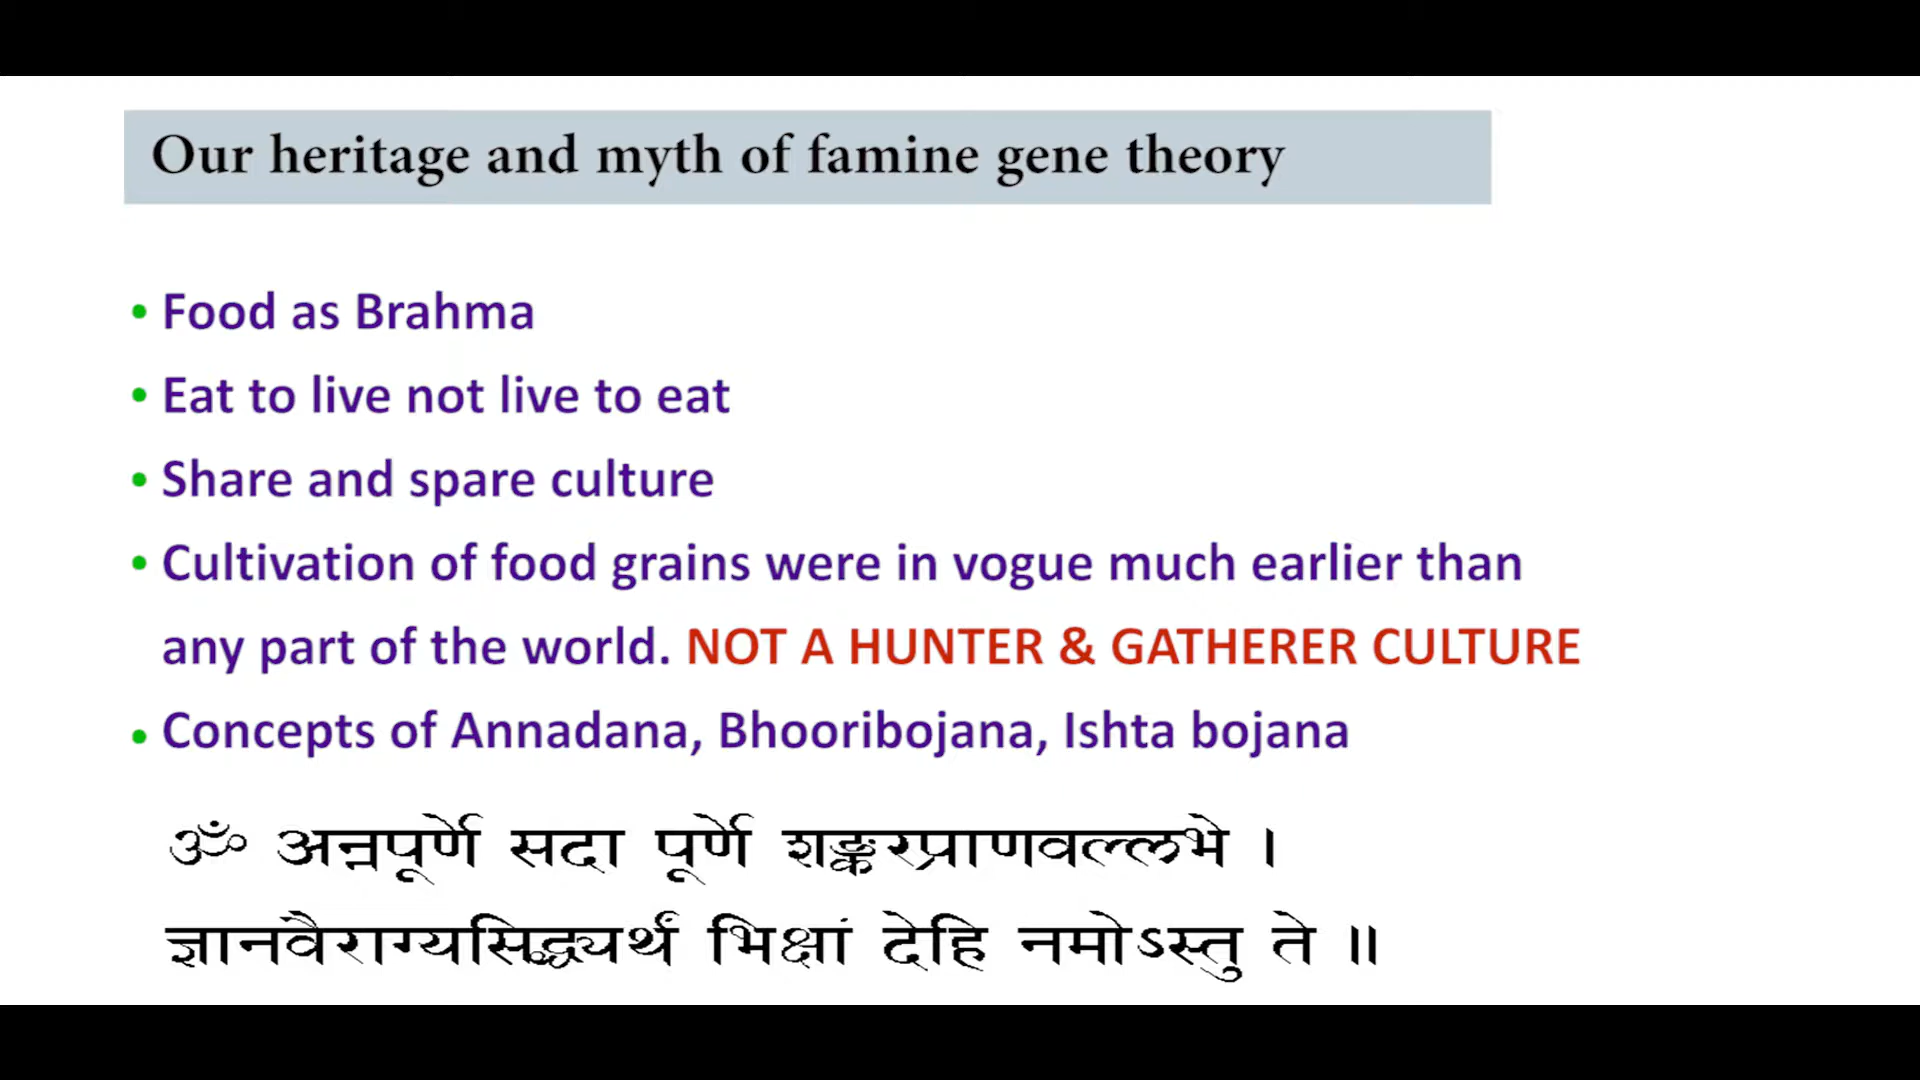 Our heritage and myth of famine gene theory
• Food as Brahma
• Eat to live not live to eat
• Share and spare culture
• Cultivation of food grains were in vogue much earlier than
any part of the world. NOT A HUNTER & GATHERER CULTURE
• Concepts of Annadana, Bhooribojana, Ishta bojana
ॐ अन्नपूर्णे सदा पूर्णे शङ्करप्राणवल्लभे ।
ज्ञानवैराग्यसिद्ध्यर्थं भिक्षां देहि नमोऽस्तु ते ॥